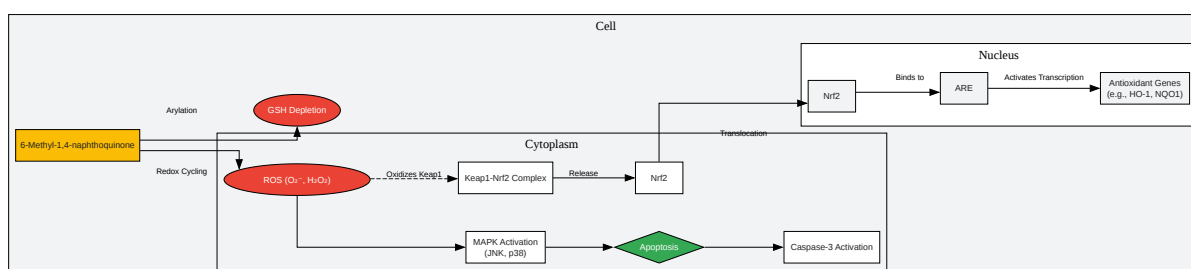 Cell
Nucleus
Nrf2
Binds to
ARE
Activates Transcription
Antioxidant Genes
(e.g., HO-1, NQO1)
Arylation
GSH Depletion
6-Methyl-1,4-naphthoquinone
Translocation
Cytoplasm
Redox Cycling
ROS (O₂⁻, H₂O₂)
Oxidizes Keap1
Keap1-Nrf2 Complex
Release
Nrf2
MAPK Activation
(JNK, p38)
Apoptosis
Caspase-3 Activation